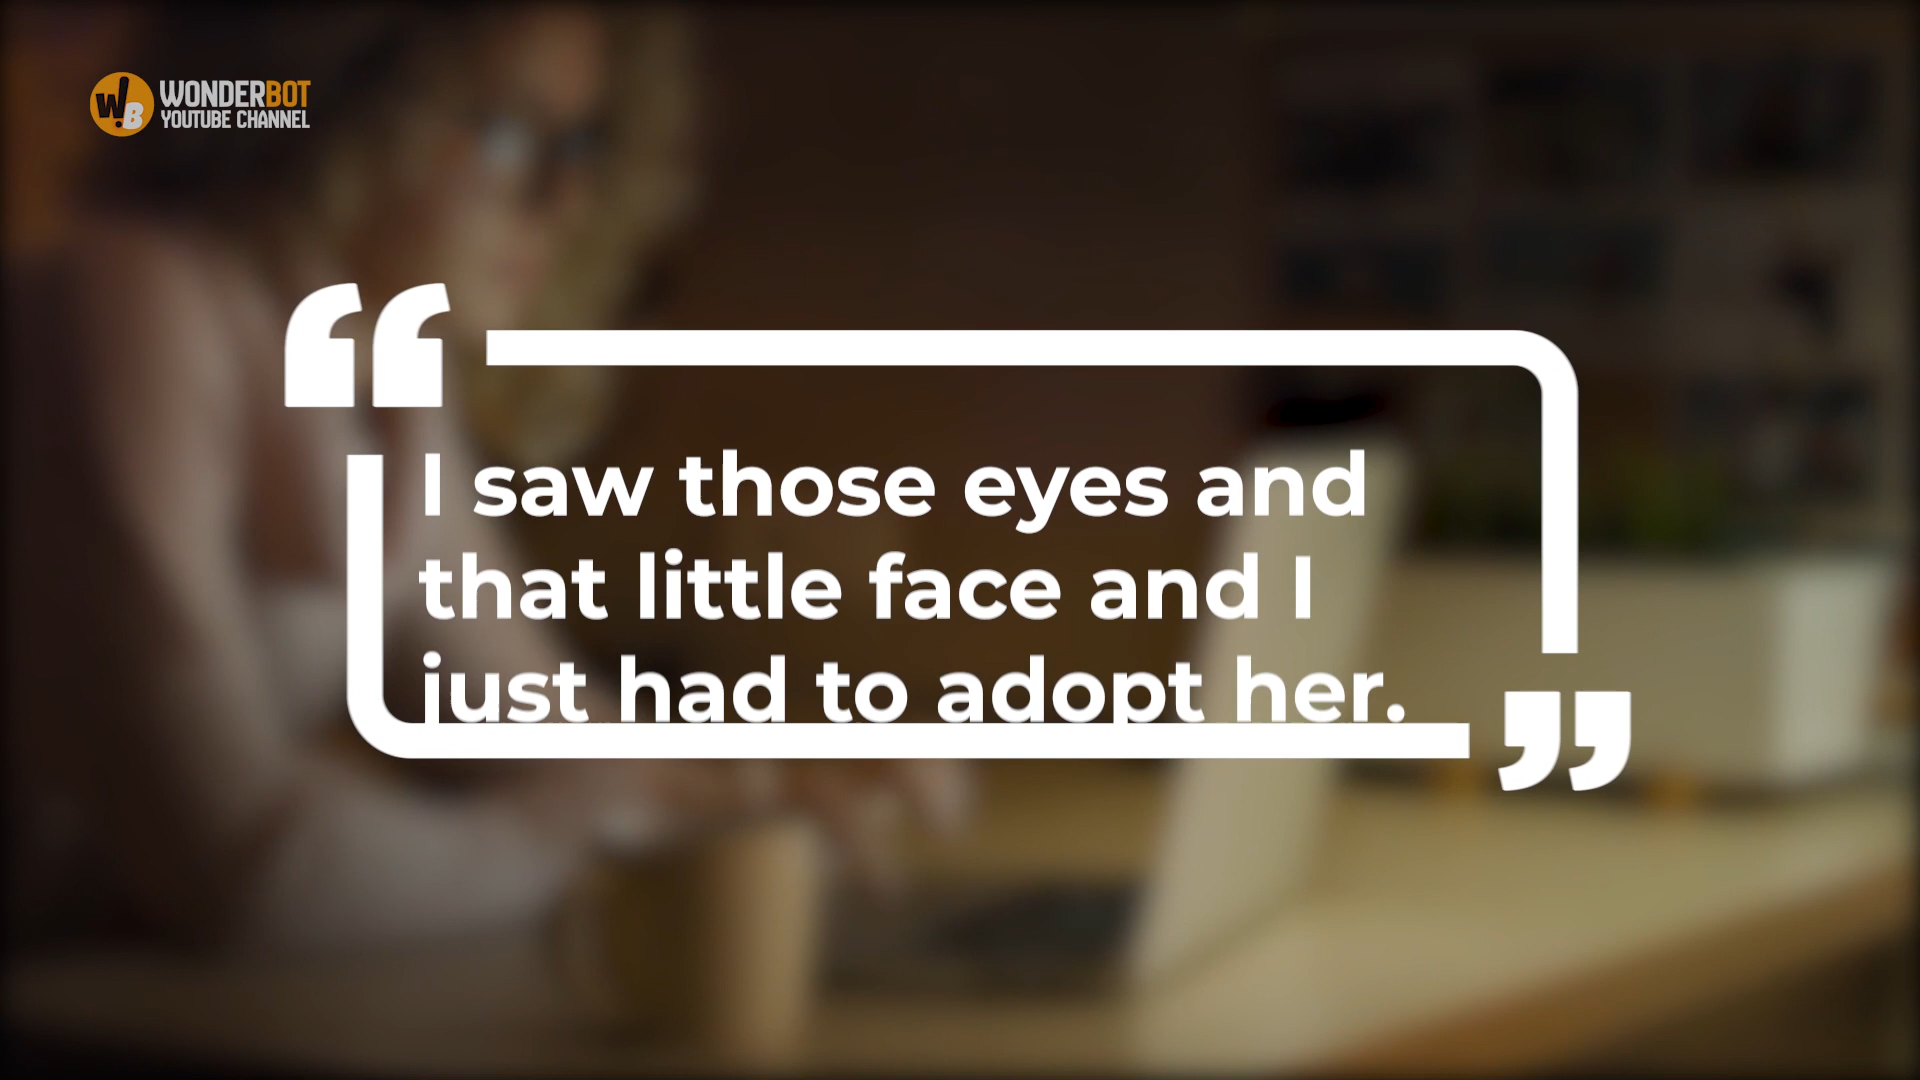 WONDERBOT
YOUTUBE CHANNEL
“
I saw those eyes and
that little face and I
just had to adopt her.
”